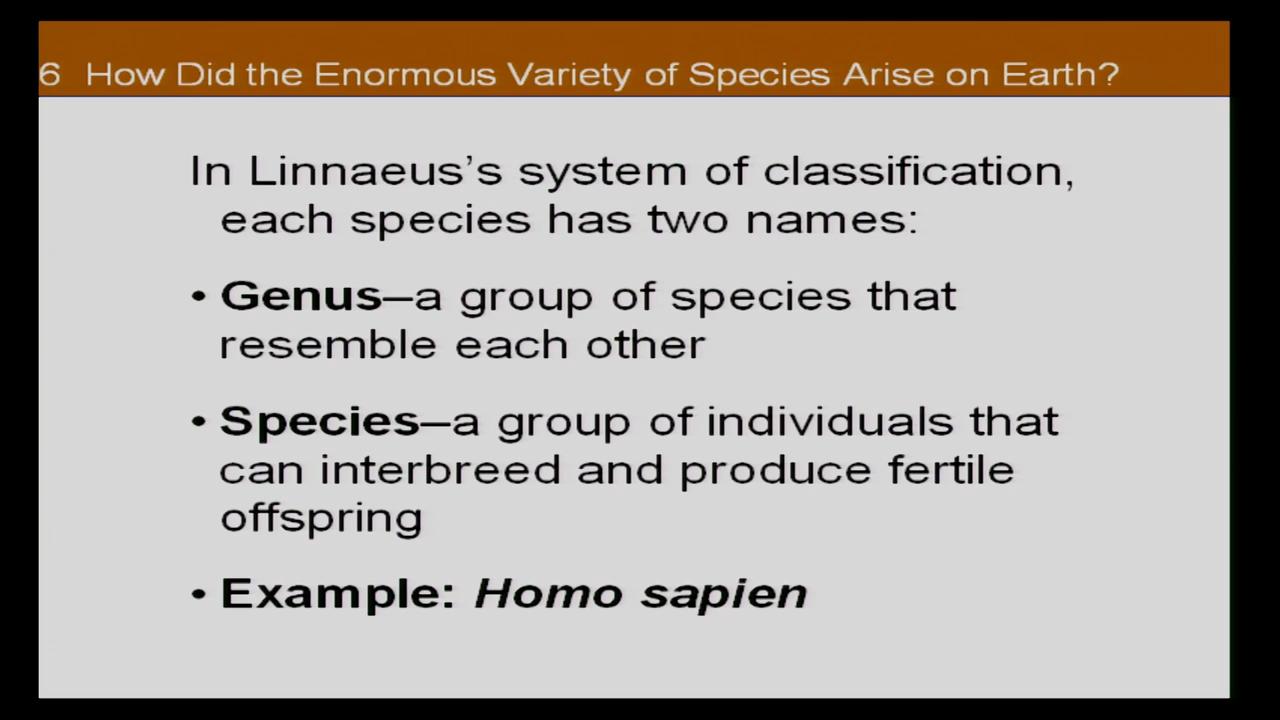 6 How Did the Enormous Variety of Species Arise on Earth?
In Linnaeus’s system of classification,
each species has two names:
• Genus—a group of species that
resemble each other
• Species—a group of individuals that
can interbreed and produce fertile
offspring
• Example: Homo sapien